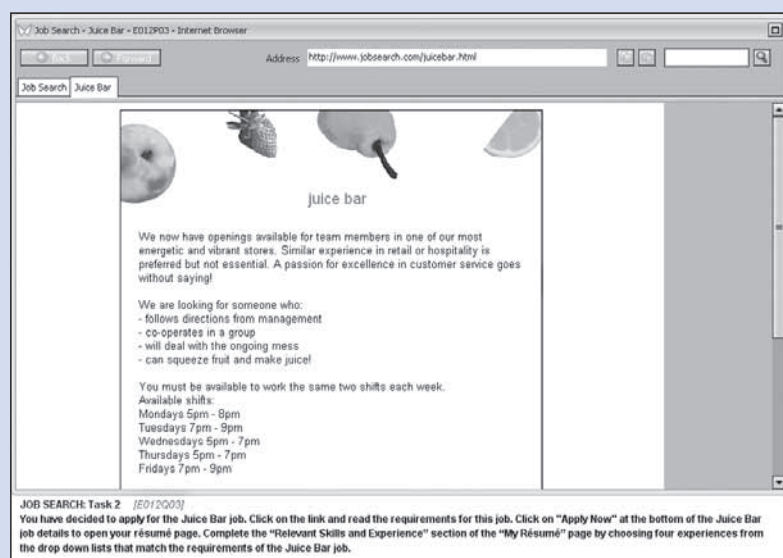 Job Search - Juice Bar - E012P03 - Internet Browser
Back
Forward
Address
http://www.jobsearch.com/juicebar.html
Job Search
Juice Bar
juice bar
We now have openings available for team members in one of our most
energetic and vibrant stores. Similar experience in retail or hospitality is
preferred but not essential. A passion for excellence in customer service goes
without saying!
We are looking for someone who:
- follows directions from management
- co-operates in a group
- will deal with the ongoing mess
- can squeeze fruit and make juice!
You must be available to work the same two shifts each week.
Available shifts:
Mondays 5pm - 8pm
Tuesdays 7pm - 9pm
Wednesdays 5pm - 7pm
Thursdays 5pm - 7pm
Fridays 7pm - 9pm
JOB SEARCH: Task 2 [E012Q03]
You have decided to apply for the Juice Bar job. Click on the link and read the requirements for this job. Click on "Apply Now" at the bottom of the Juice Bar
job details to open your résumé page. Complete the “Relevant Skills and Experience” section of the “My Résumé” page by choosing four experiences from
the drop down lists that match the requirements of the Juice Bar job.